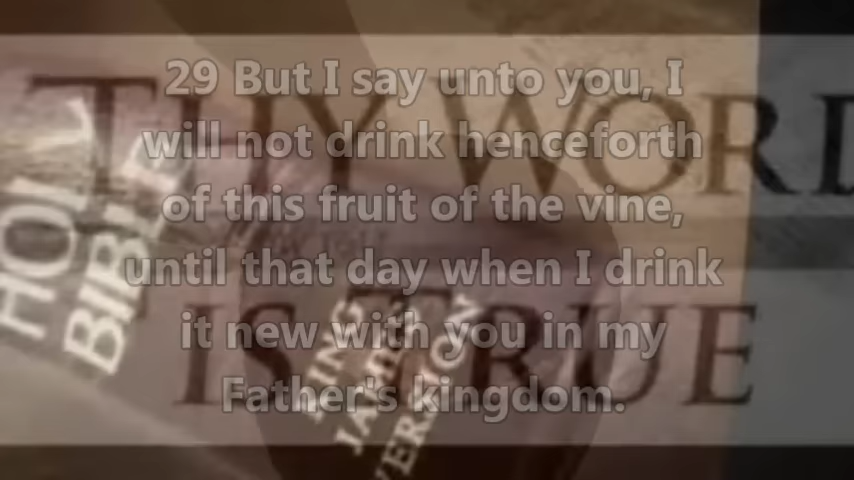 29 But I say unto you, I
will not drink henceforth
of this fruit of the vine,
until that day when I drink
it new with you in my
Father's kingdom.
THY WORD
IS TRUE
HOLY
BIBLE
KING
JAMES
VERSION